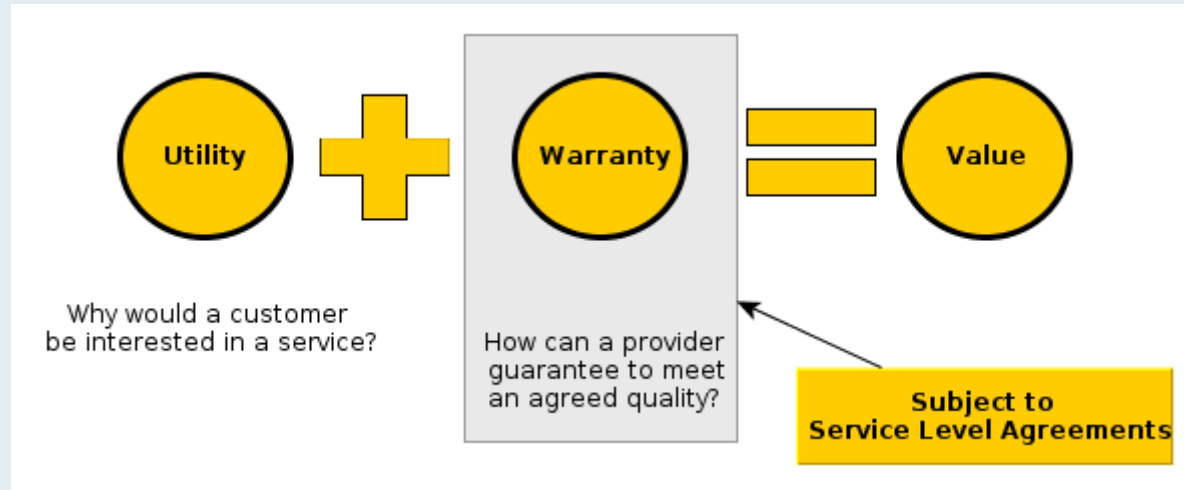 Utility
Warranty
Value
Why would a customer
be interested in a service?
How can a provider
guarantee to meet
an agreed quality?
Subject to
Service Level Agreements